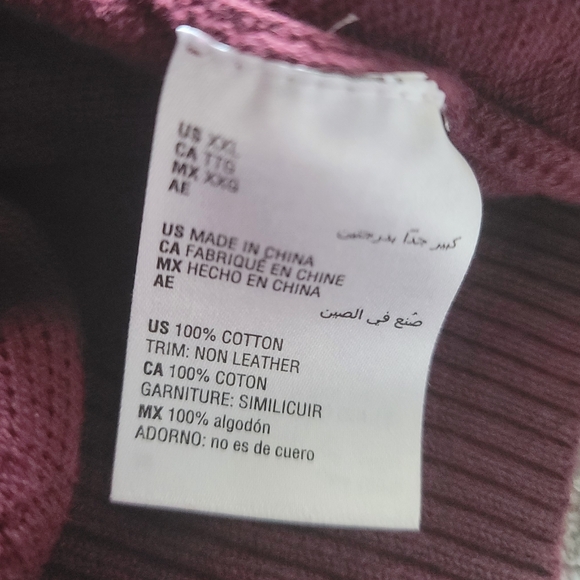 US XXL
CA TTG
MX XXG
AE
كبير جدًا بدرجتين
US MADE IN CHINA
CA FABRIQUÉ EN CHINE
MX HECHO EN CHINA
AE
صُنع في الصين
US 100% COTTON
TRIM: NON LEATHER
CA 100% COTON
GARNITURE: SIMILICUIR
MX 100% algodón
ADORNO: no es de cuero